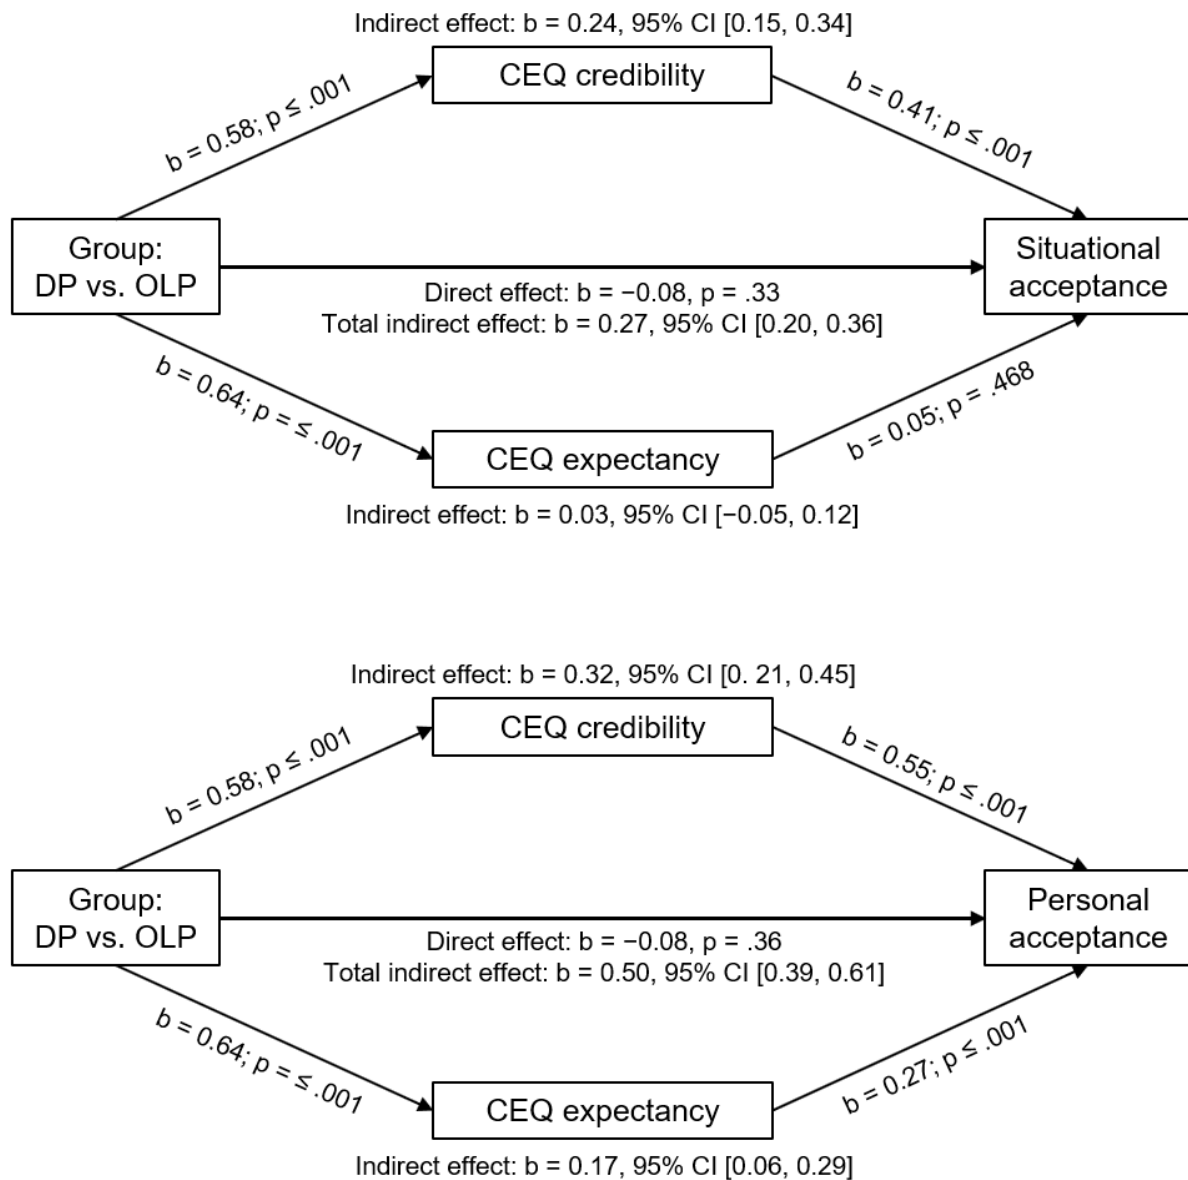 Indirect effect: b = 0.24, 95% CI [0.15, 0.34]
CEQ credibility
b = 0.58; p ≤ .001
b = 0.41; p ≤ .001
Group:
DP vs. OLP
Situational
acceptance
Direct effect: b = −0.08, p = .33
Total indirect effect: b = 0.27, 95% CI [0.20, 0.36]
b = 0.64; p = ≤ .001
b = 0.05; p = .468
CEQ expectancy
Indirect effect: b = 0.03, 95% CI [−0.05, 0.12]
Indirect effect: b = 0.32, 95% CI [0. 21, 0.45]
CEQ credibility
b = 0.58; p ≤ .001
b = 0.55; p ≤ .001
Group:
DP vs. OLP
Personal
acceptance
Direct effect: b = −0.08, p = .36
Total indirect effect: b = 0.50, 95% CI [0.39, 0.61]
b = 0.64; p = ≤ .001
b = 0.27; p ≤ .001
CEQ expectancy
Indirect effect: b = 0.17, 95% CI [0.06, 0.29]